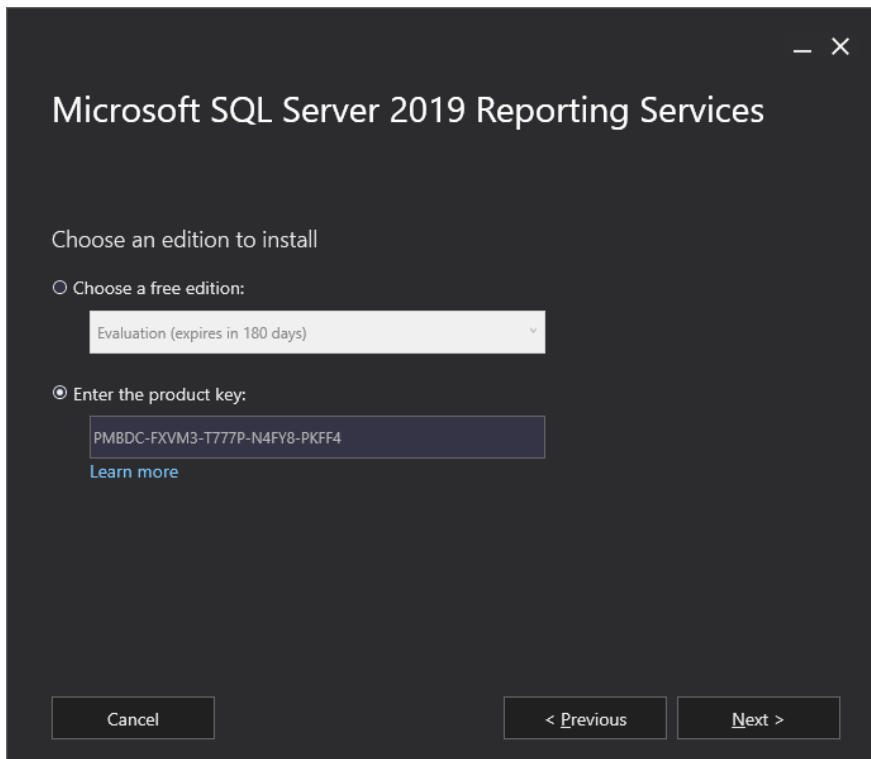 Microsoft SQL Server 2019 Reporting Services
Choose an edition to install
Choose a free edition:
Evaluation (expires in 180 days)
Enter the product key:
PMBDC-FXVM3-T777P-N4FY8-PKFF4
Learn more
Cancel
< Previous
Next >